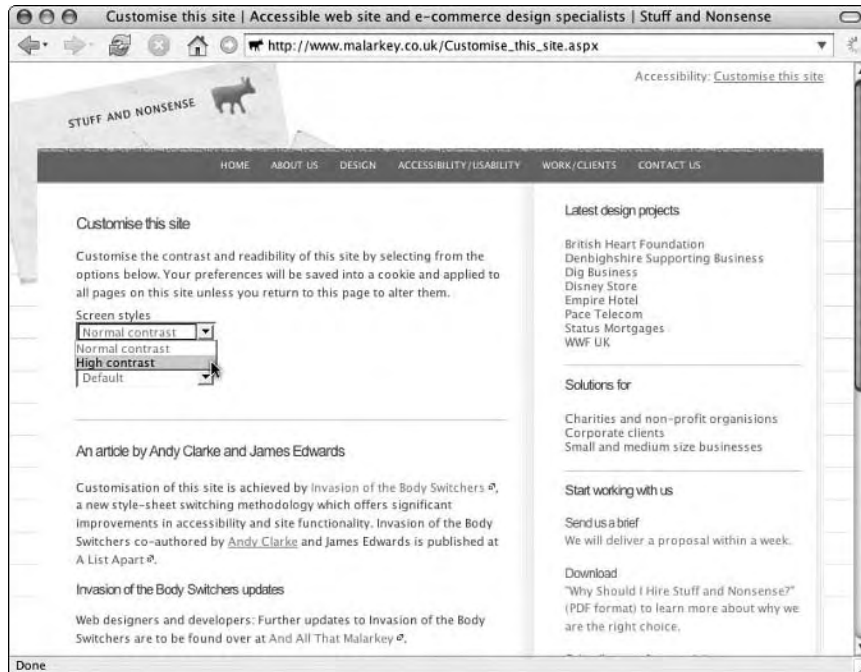 Customise this site | Accessible web site and e-commerce design specialists | Stuff and Nonsense
http://www.malarkey.co.uk/Customise_this_site.aspx
Accessibility: Customise this site
STUFF AND NONSENSE
HOME ABOUT US DESIGN ACCESSIBILITY/USABILITY WORK/CLIENTS CONTACT US
Customise this site
Customise the contrast and readibility of this site by selecting from the
options below. Your preferences will be saved into a cookie and applied to
all pages on this site unless you return to this page to alter them.
Screen styles
Normal contrast
Normal contrast
High contrast
Default
An article by Andy Clarke and James Edwards
Customisation of this site is achieved by Invasion of the Body Switchers,
a new style-sheet switching methodology which offers significant
improvements in accessibility and site functionality. Invasion of the Body
Switchers co-authored by Andy Clarke and James Edwards is published at
A List Apart.
Invasion of the Body Switchers updates
Web designers and developers: Further updates to Invasion of the Body
Switchers are to be found over at And All That Malarkey.
Latest design projects
British Heart Foundation
Denbighshire Supporting Business
Dig Business
Disney Store
Empire Hotel
Pace Telecom
Status Mortgages
WWF UK
Solutions for
Charities and non-profit organisions
Corporate clients
Small and medium size businesses
Start working with us
Send us a brief
We will deliver a proposal within a week.
Download
"Why Should I Hire Stuff and Nonsense?"
(PDF format) to learn more about why we
are the right choice.
Done